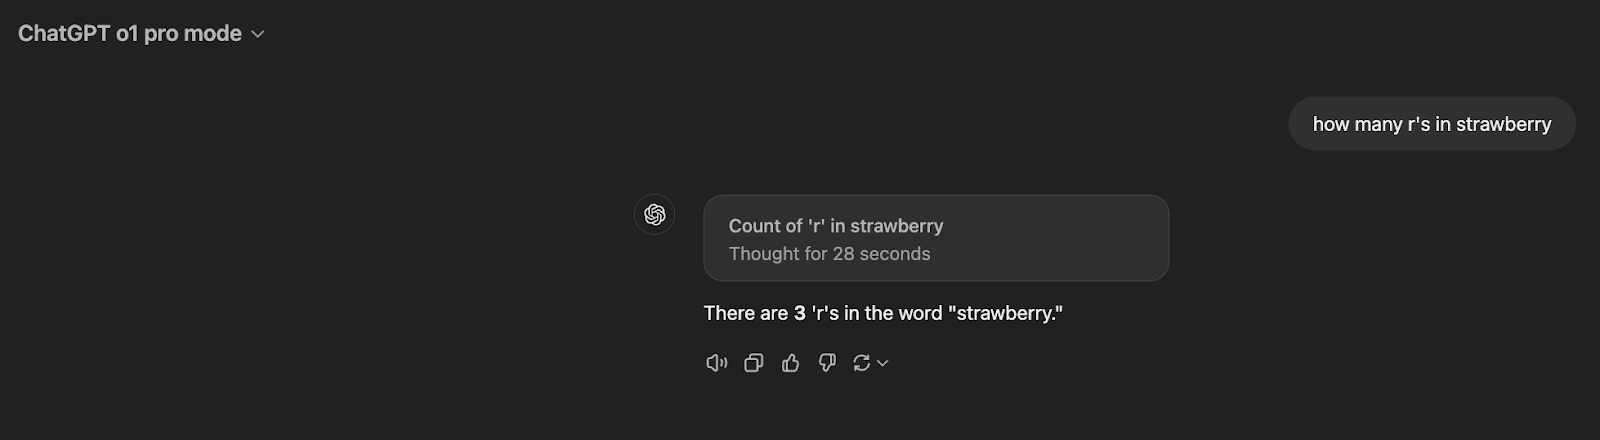 ChatGPT o1 pro mode
how many r's in strawberry
Count of 'r' in strawberry
Thought for 28 seconds
There are 3 'r's in the word "strawberry."